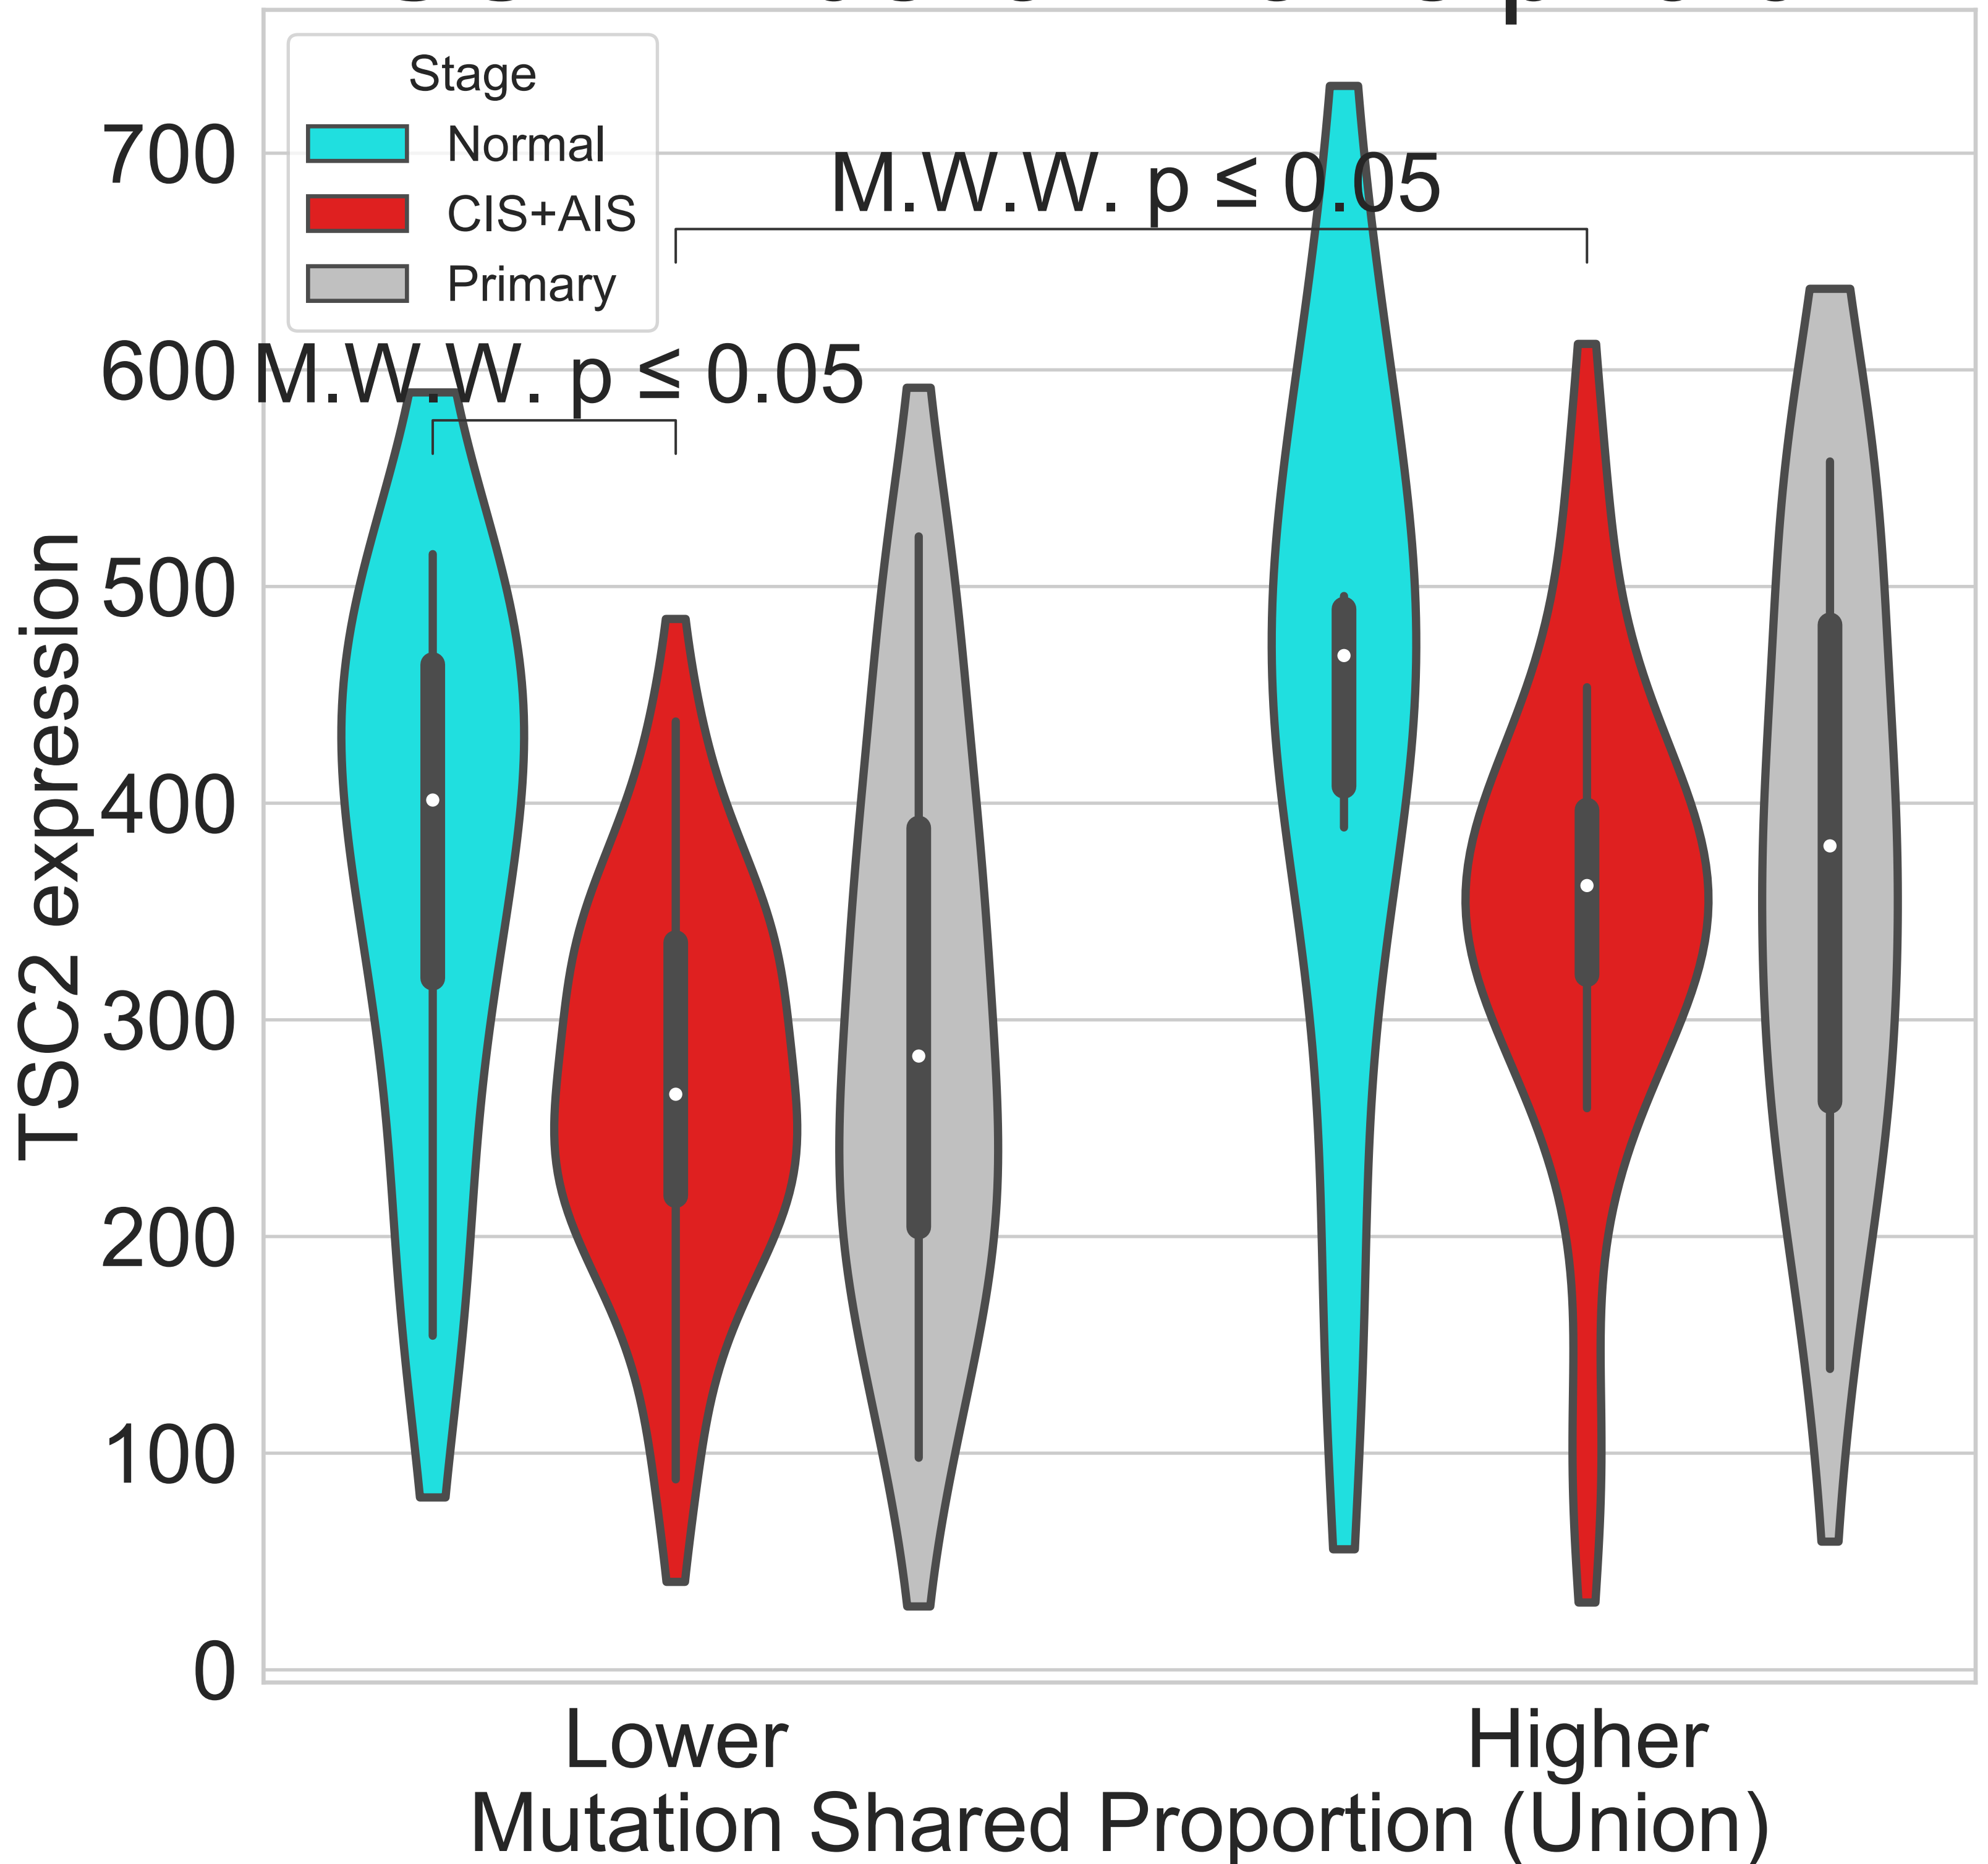 Stage
Normal
CIS+AIS
Primary
M.W.W. p ≤ 0.05
M.W.W. p ≤ 0.05
700
600
500
400
300
200
100
0
TSC2 expression
Lower
Higher
Mutation Shared Proportion (Union)